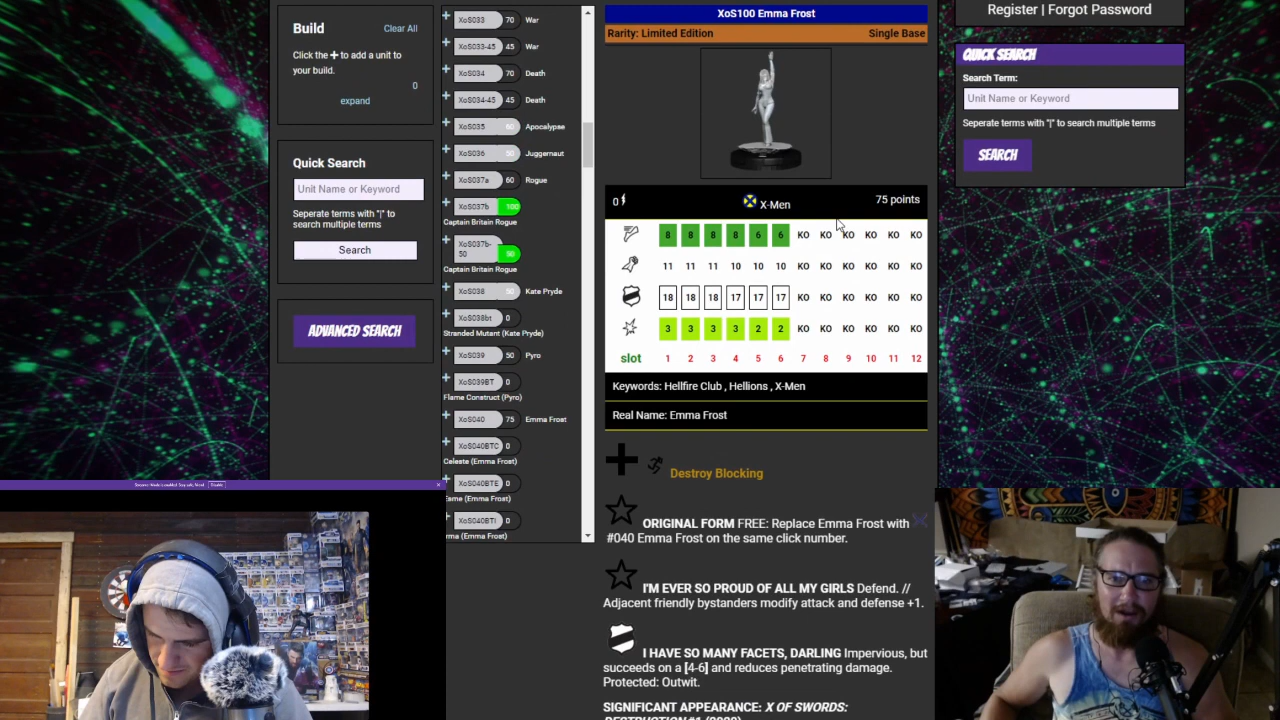 Build
Clear All
Click the + to add a unit to
your build.
0
expand
Quick Search
Unit Name or Keyword
Seperate terms with "|" to
search multiple terms
Search
ADVANCED SEARCH
XoS033 70 War
XoS033-45 45 War
XoS034 70 Death
XoS034-45 45 Death
XoS035 60 Apocalypse
XoS036 50 Juggernaut
XoS037a 60 Rogue
XoS037b 100
Captain Britain Rogue
XoS037b-
50 50
Captain Britain Rogue
XoS038 50 Kate Pryde
XoS038bt 0
Stranded Mutant (Kate Pryde)
XoS039 50 Pyro
XoS039BT 0
Flame Construct (Pyro)
XoS040 75 Emma Frost
XoS040BTC 0
Celeste (Emma Frost)
XoS040BTE 0
Esme (Emma Frost)
XoS040BTI 0
Irma (Emma Frost)
XoS100 Emma Frost
Rarity: Limited Edition Single Base
0 X-Men 75 points
8 8 8 8 6 6 KO KO KO KO KO KO
11 11 11 10 10 10 KO KO KO KO KO KO
18 18 18 17 17 17 KO KO KO KO KO KO
3 3 3 3 2 2 KO KO KO KO KO KO
slot 1 2 3 4 5 6 7 8 9 10 11 12
Keywords: Hellfire Club , Hellions , X-Men
Real Name: Emma Frost
Destroy Blocking
ORIGINAL FORM FREE: Replace Emma Frost with
#040 Emma Frost on the same click number.
I'M EVER SO PROUD OF ALL MY GIRLS Defend. //
Adjacent friendly bystanders modify attack and defense +1.
I HAVE SO MANY FACETS, DARLING Impervious, but
succeeds on a [4-6] and reduces penetrating damage.
Protected: Outwit.
SIGNIFICANT APPEARANCE: X OF SWORDS:
Register | Forgot Password
QUICK SEARCH
Search Term:
Unit Name or Keyword
Seperate terms with "|" to search multiple terms
SEARCH